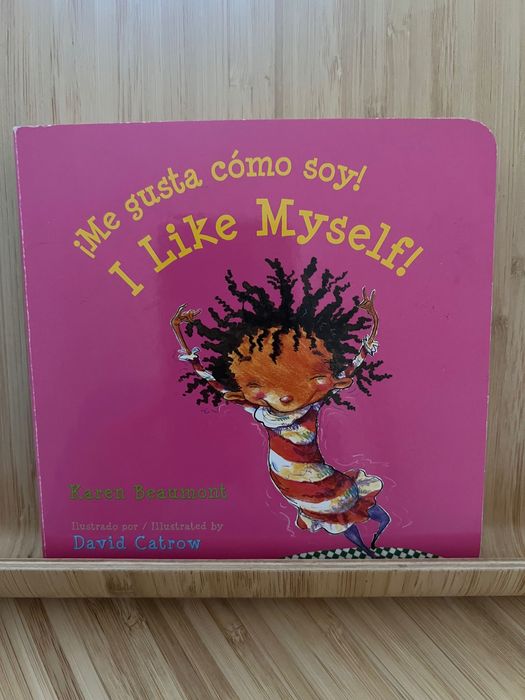 ¡Me gusta cómo soy!
I Like Myself!
Karen Beaumont
Ilustrado por / Illustrated by
David Catrow